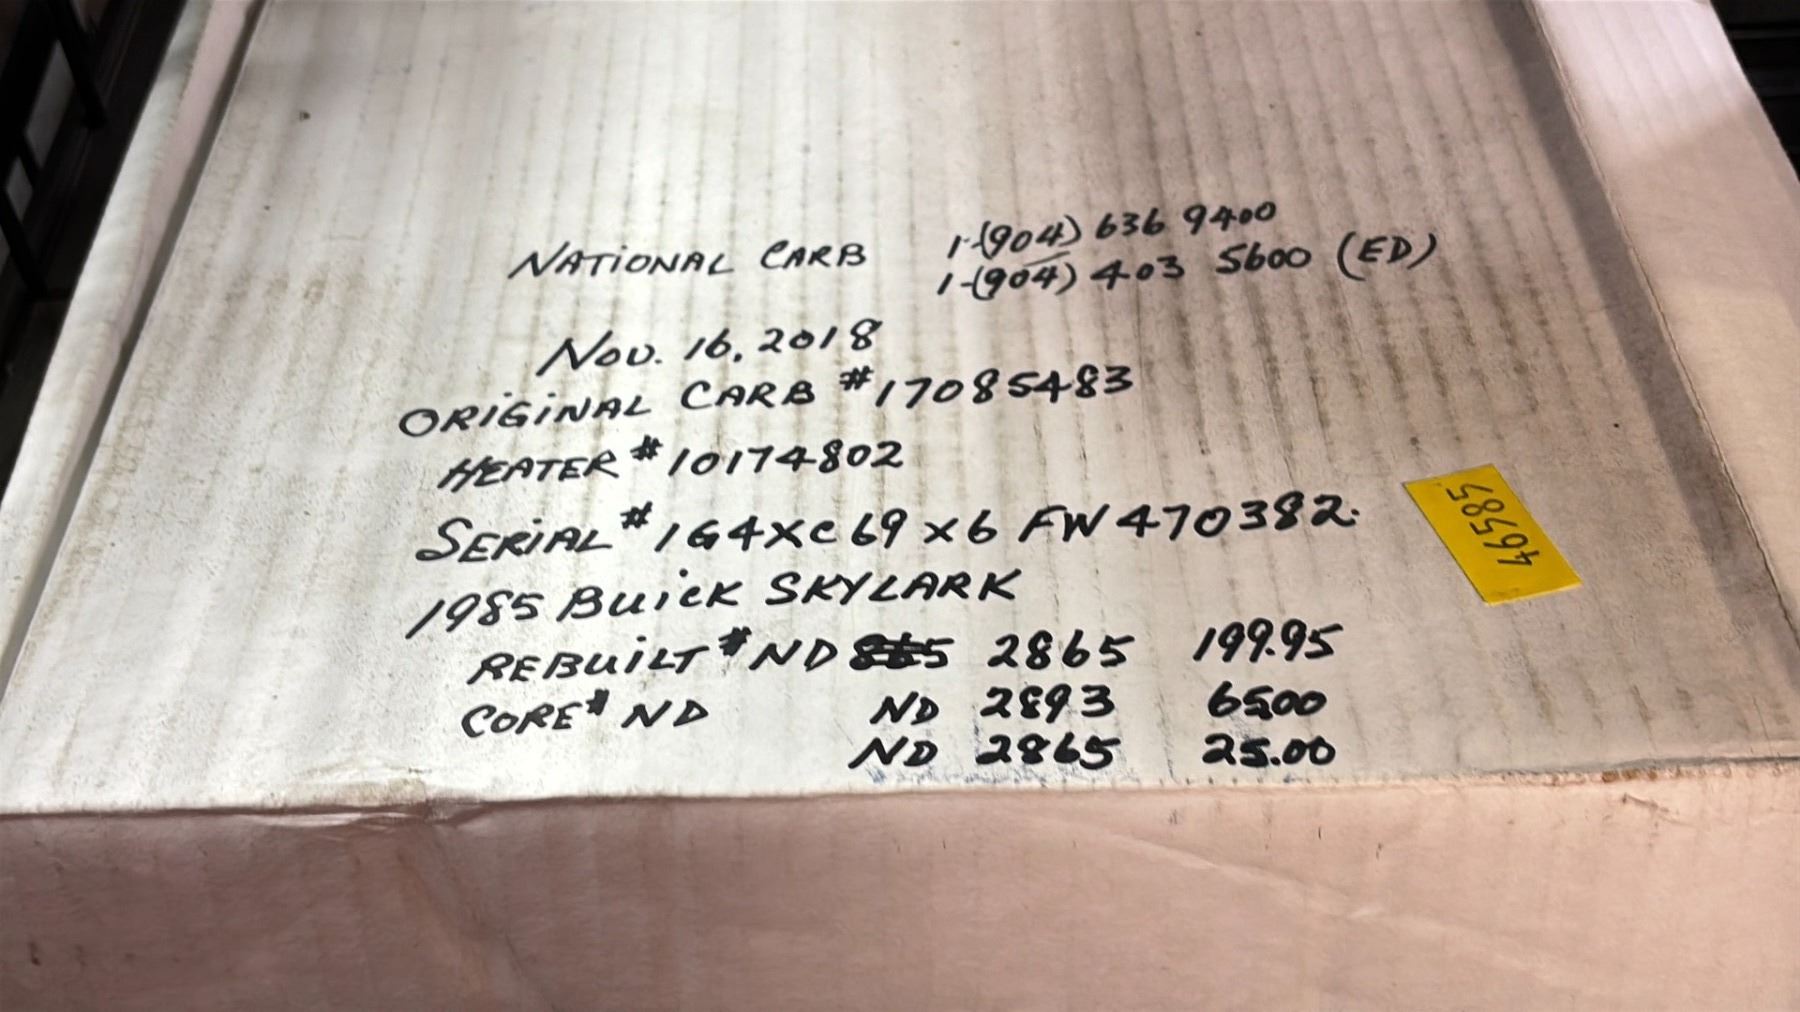 NATIONAL CARB 1-(904) 636 9400
1-(904) 403 5600 (ED)
NOV. 16, 2018
ORIGINAL CARB #17085483
HEATER #10174802
SERIAL #1G4XC69X6FW470382.
1985 BUICK SKYLARK
REBUILT # ND 865 2865 199.95
CORE # ND ND 2893 65.00
ND 2865 25.00
46585